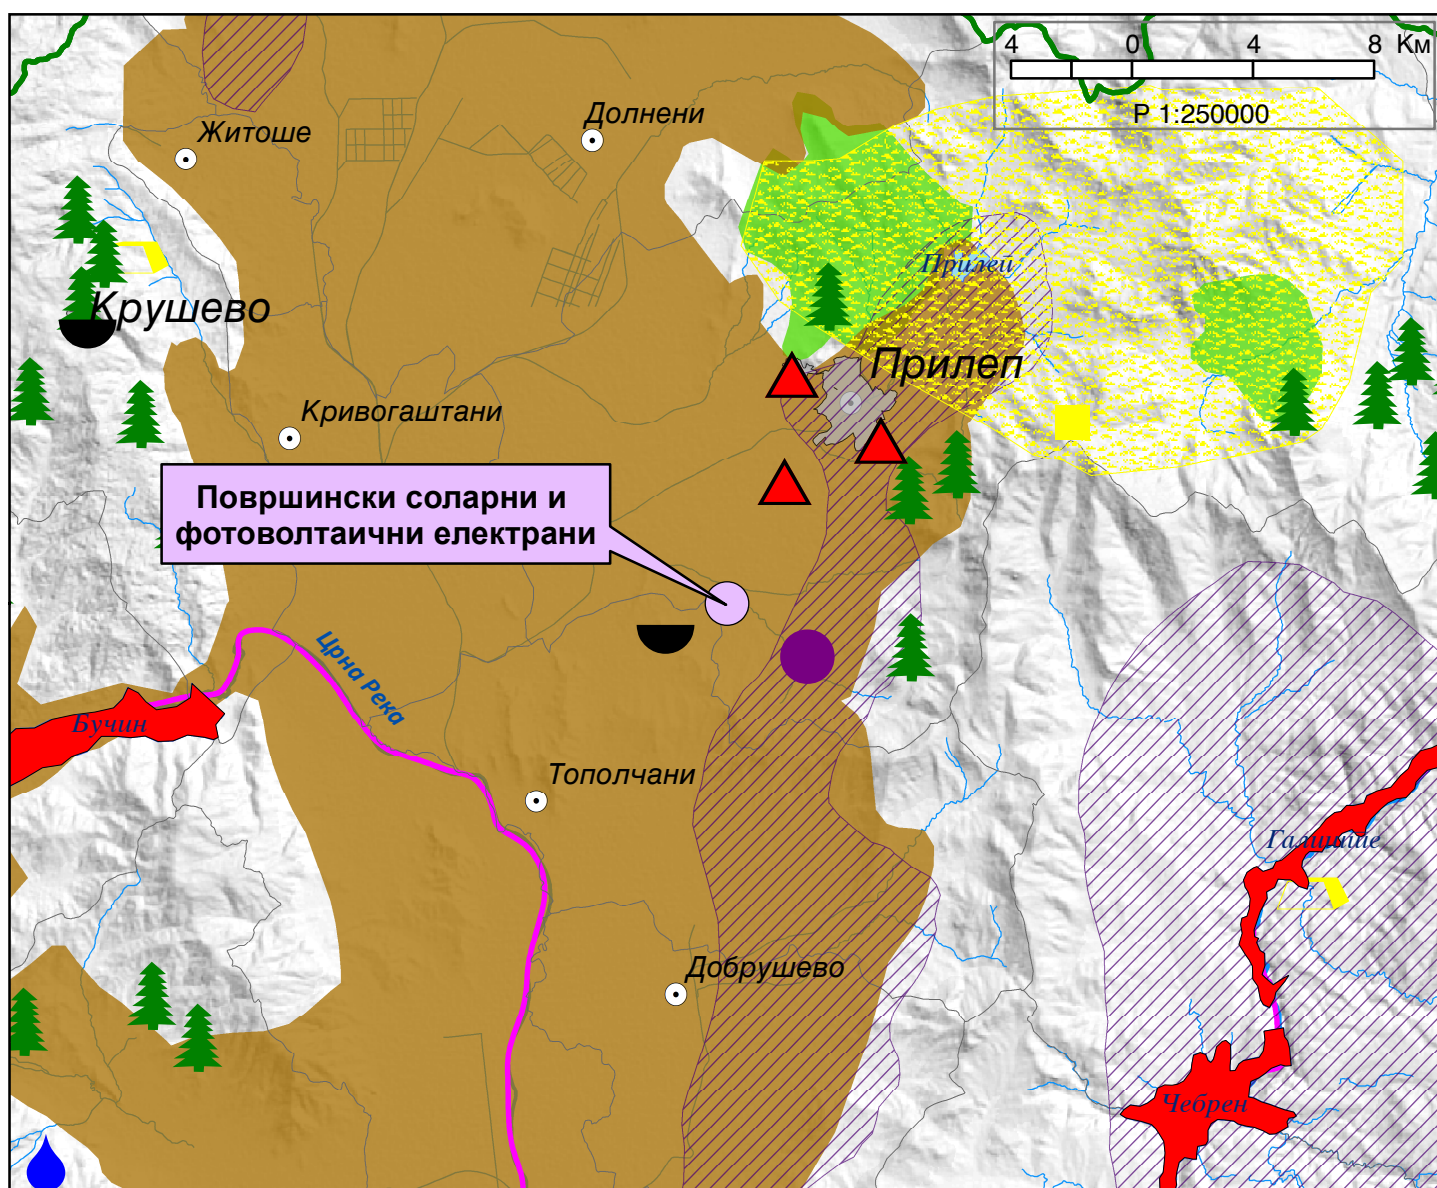 4 0 4 8 Км
Р 1:250000
Долнени
Житоше
Прилеп
Крушево
Прилеп
Кривогаштани
Површински соларни и
фотоволтаични електрани
Црна Река
Бучин
Тополчани
Галиште
Добрушево
Чебрен